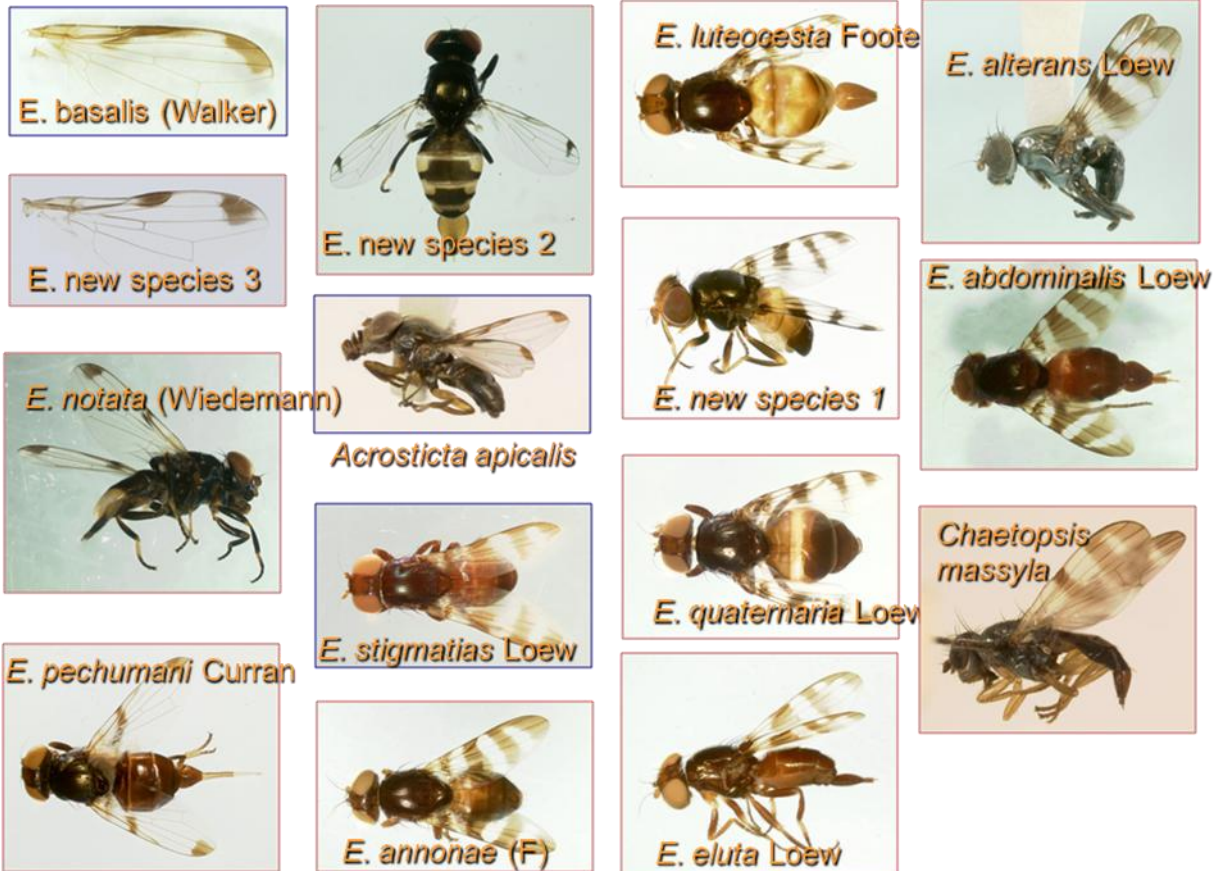 E. basalis (Walker)
E. new species 3
E. notata (Wiedemann)
E. pechumani Curran
E. new species 2
Acrosticta apicalis
E. stigmatias Loew
E. annonae (F)
E. luteocesta Foote
E. new species 1
E. quaternaria Loew
E. eluta Loew
E. alterans Loew
E. abdominalis Loew
Chaetopsis
massyla